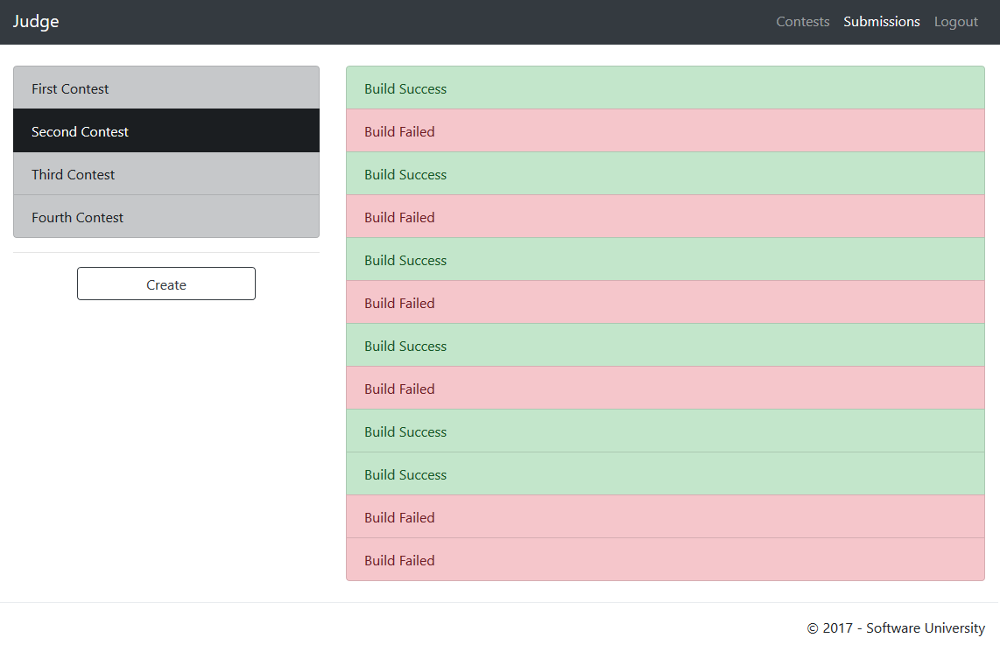 Judge
Contests Submissions Logout
First Contest
Second Contest
Third Contest
Fourth Contest
Create
Build Success
Build Failed
Build Success
Build Failed
Build Success
Build Failed
Build Success
Build Failed
Build Success
Build Success
Build Failed
Build Failed
© 2017 - Software University